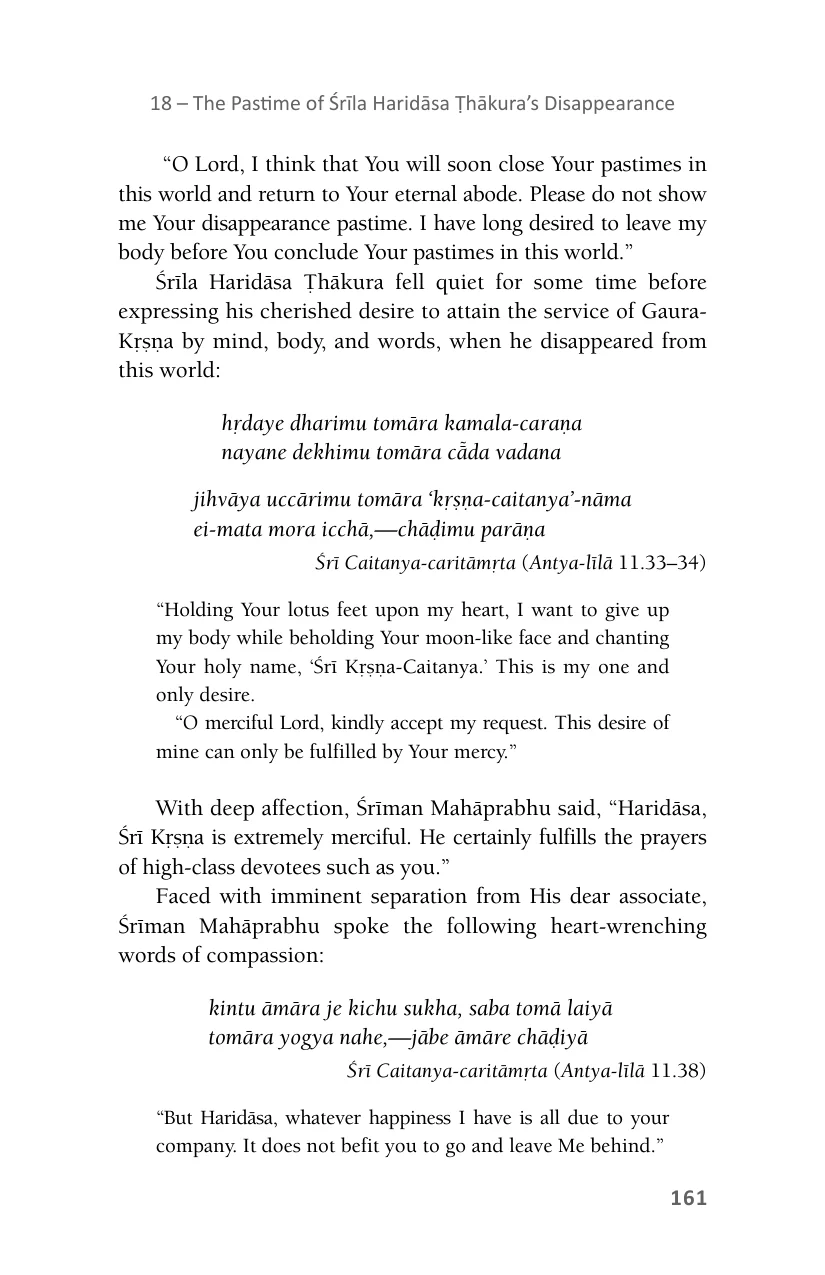 18 – The Pastime of Śrīla Haridāsa Ṭhākura’s Disappearance
“O Lord, I think that You will soon close Your pastimes in
this world and return to Your eternal abode. Please do not show
me Your disappearance pastime. I have long desired to leave my
body before You conclude Your pastimes in this world.”
Śrīla Haridāsa Ṭhākura fell quiet for some time before
expressing his cherished desire to attain the service of Gaura-
Kṛṣṇa by mind, body, and words, when he disappeared from
this world:
hṛdaye dharimu tomāra kamala-caraṇa
nayane dekhimu tomāra cā̃da vadana
jihvāya uccārimu tomāra ‘kṛṣṇa-caitanya’-nāma
ei-mata mora icchā,—chāḍimu parāṇa
Śrī Caitanya-caritāmṛta (Antya-līlā 11.33–34)
“Holding Your lotus feet upon my heart, I want to give up
my body while beholding Your moon-like face and chanting
Your holy name, ‘Śrī Kṛṣṇa-Caitanya.’ This is my one and
only desire.
“O merciful Lord, kindly accept my request. This desire of
mine can only be fulfilled by Your mercy.”
With deep affection, Śrīman Mahāprabhu said, “Haridāsa,
Śrī Kṛṣṇa is extremely merciful. He certainly fulfills the prayers
of high-class devotees such as you.”
Faced with imminent separation from His dear associate,
Śrīman Mahāprabhu spoke the following heart-wrenching
words of compassion:
kintu āmāra je kichu sukha, saba tomā laiyā
tomāra yogya nahe,—jābe āmāre chāḍiyā
Śrī Caitanya-caritāmṛta (Antya-līlā 11.38)
“But Haridāsa, whatever happiness I have is all due to your
company. It does not befit you to go and leave Me behind.”
161